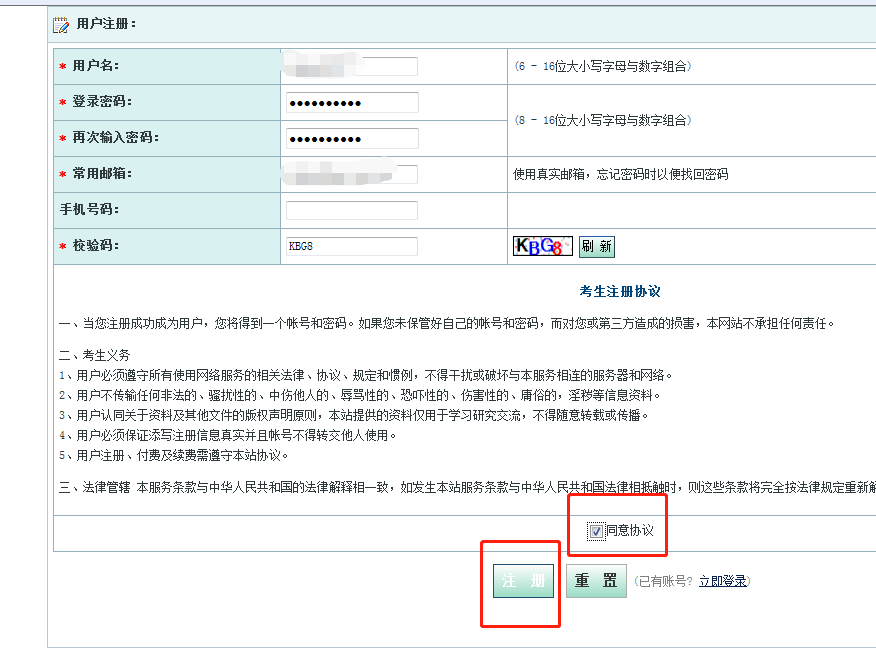 用户注册：
* 用户名： (6 - 16位大小写字母与数字组合)
* 登录密码： ●●●●●●●●●●
(8 - 16位大小写字母与数字组合)
* 再次输入密码： ●●●●●●●●●●
* 常用邮箱： 使用真实邮箱，忘记密码时以便找回密码
手机号码：
* 校验码： KBG8 KBG8 刷 新
考生注册协议
一、当您注册成功成为用户，您将得到一个帐号和密码。如果您未保管好自己的帐号和密码，而对您或第三方造成的损害，本网站不承担任何责任。
二、考生义务
1、用户必须遵守所有使用网络服务的相关法律、协议、规定和惯例，不得干扰或破坏与本服务相连的服务器和网络。
2、用户不传输任何非法的、骚扰性的、中伤他人的、辱骂性的、恐吓性的、伤害性的、庸俗的，淫秽等信息资料。
3、用户认同关于资料及其他文件的版权声明原则，本站提供的资料仅用于学习研究交流，不得随意转载或传播。
4、用户必须保证添写注册信息真实并且帐号不得转交他人使用。
5、用户注册、付费及续费需遵守本站协议。
三、法律管辖 本服务条款与中华人民共和国的法律解释相一致，如发生本站服务条款与中华人民共和国法律相抵触时，则这些条款将完全按法律规定重新解
同意协议
注 册 重 置 (已有账号? 立即登录)